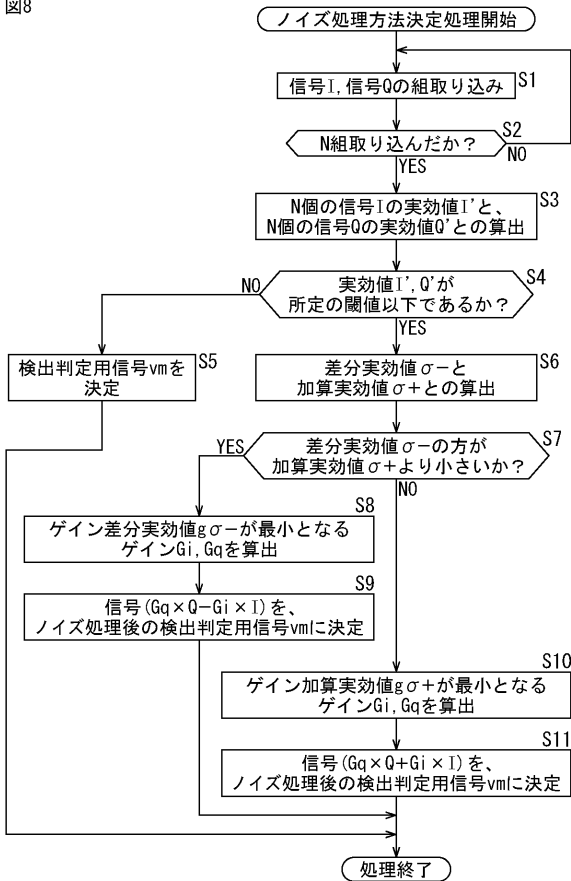 図8
ノイズ処理方法決定処理開始
信号I,信号Qの組取り込み
S1
N組取り込んだか?
S2
NO
YES
N個の信号Iの実効値I'と、
N個の信号Qの実効値Q'との算出
S3
実効値I',Q'が
所定の閾値以下であるか?
S4
NO
YES
検出判定用信号vmを
決定
S5
差分実効値σ-と
加算実効値σ+との算出
S6
差分実効値σ-の方が
加算実効値σ+より小さいか?
S7
YES
NO
S8
ゲイン差分実効値gσ-が最小となる
ゲインGi,Gqを算出
S9
信号(Gq×Q-Gi×I)を、
ノイズ処理後の検出判定用信号vmに決定
S10
ゲイン加算実効値gσ+が最小となる
ゲインGi,Gqを算出
S11
信号(Gq×Q+Gi×I)を、
ノイズ処理後の検出判定用信号vmに決定
処理終了